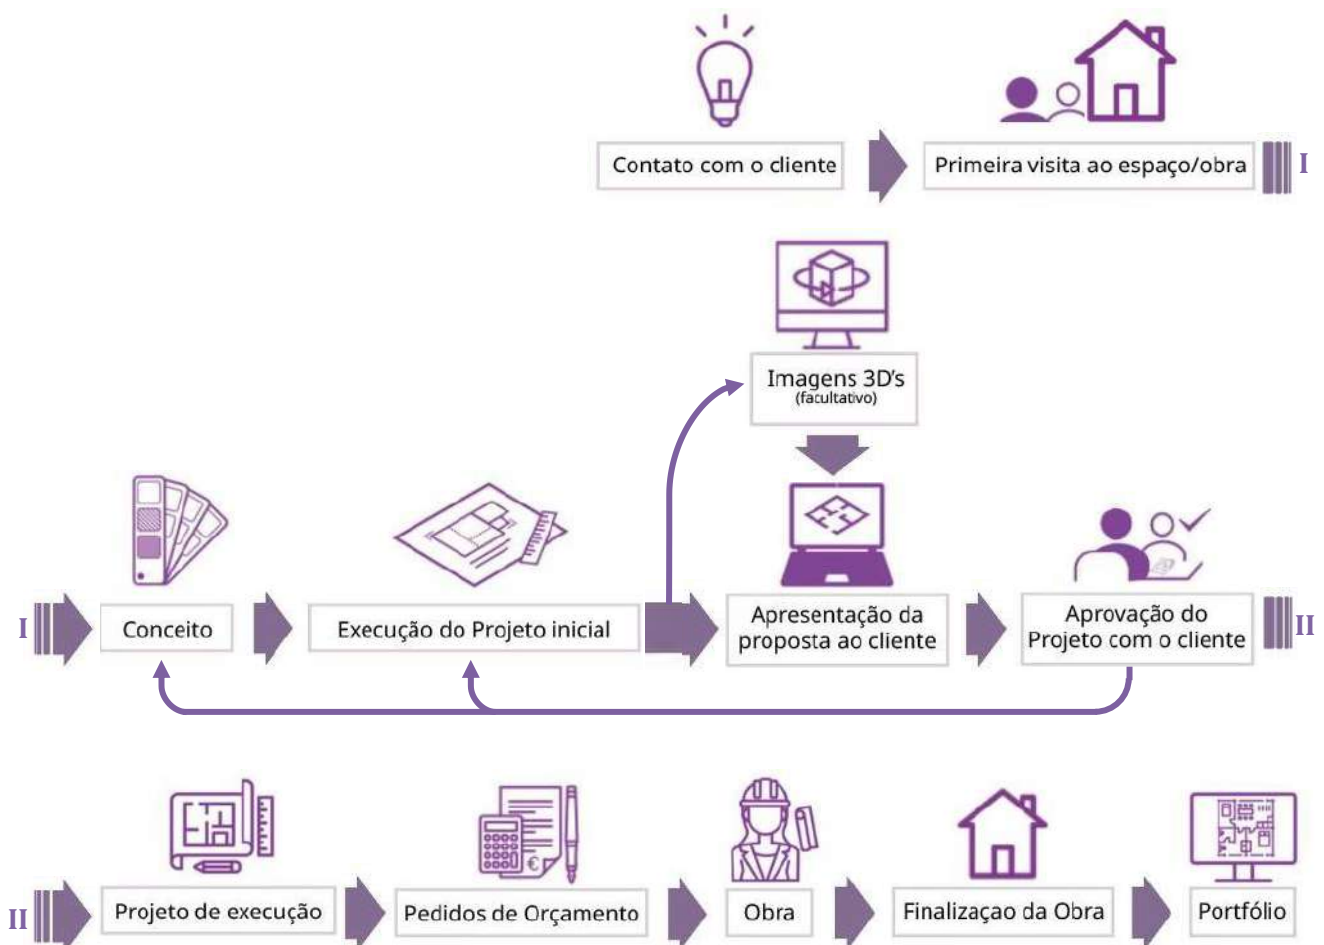 Contato com o cliente
Primeira visita ao espaço/obra
I
Imagens 3D's
(facultativo)
I
Conceito
Execução do Projeto inicial
Apresentação da
proposta ao cliente
Aprovação do
Projeto com o cliente
II
II
Projeto de execução
€
Pedidos de Orçamento
Obra
Finalizaçao da Obra
Portfólio